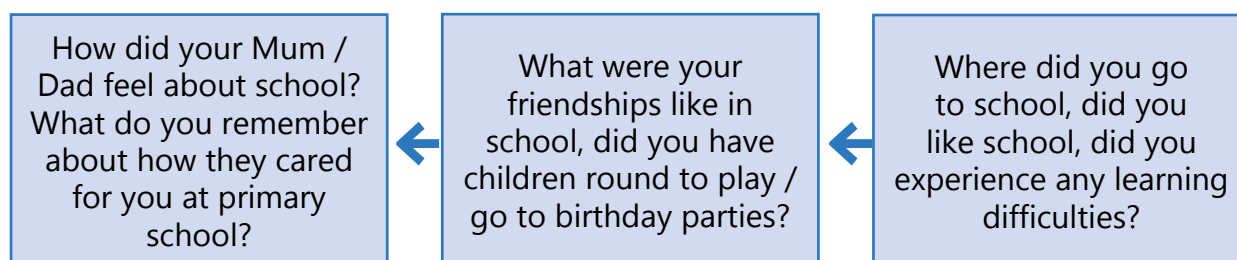 How did your Mum /
Dad feel about school?
What do you remember
about how they cared
for you at primary
school?
What were your
friendships like in
school, did you have
children round to play /
go to birthday parties?
Where did you go
to school, did you
like school, did you
experience any learning
difficulties?